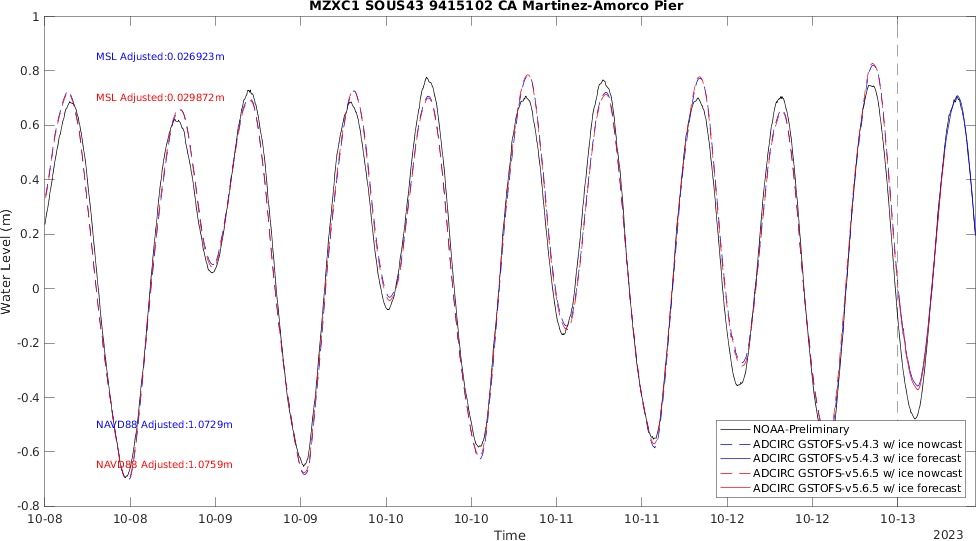 MZXC1 SOUS43 9415102 CA Martinez-Amorco Pier
1
0.8
0.6
0.4
0.2
0
-0.2
-0.4
-0.6
-0.8
Water Level (m)
MSL Adjusted:0.026923m
MSL Adjusted:0.029872m
NAVD88 Adjusted:1.0729m
NAVD88 Adjusted:1.0759m
NOAA-Preliminary
ADCIRC GSTOFS-v5.4.3 w/ ice nowcast
ADCIRC GSTOFS-v5.4.3 w/ ice forecast
ADCIRC GSTOFS-v5.6.5 w/ ice nowcast
ADCIRC GSTOFS-v5.6.5 w/ ice forecast
10-08 10-08 10-09 10-09 10-10 10-10 10-11 10-11 10-12 10-12 10-13
Time
2023